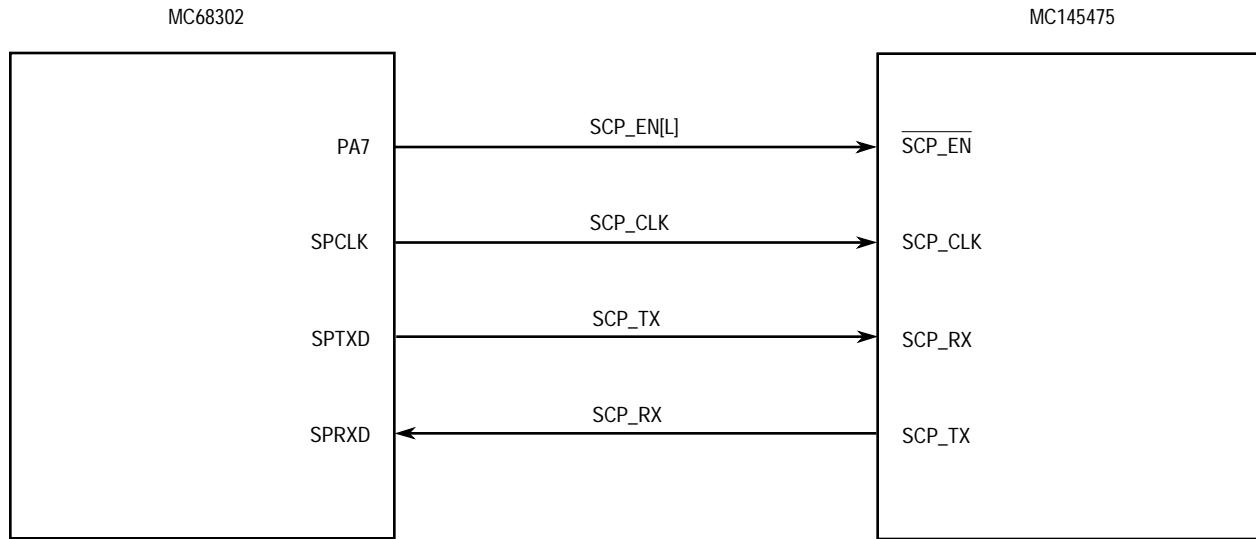 MC68302
MC145475
PA7
SCP_EN[L]
SCP_EN
SPCLK
SCP_CLK
SCP_CLK
SPTXD
SCP_TX
SCP_RX
SPRXD
SCP_RX
SCP_TX